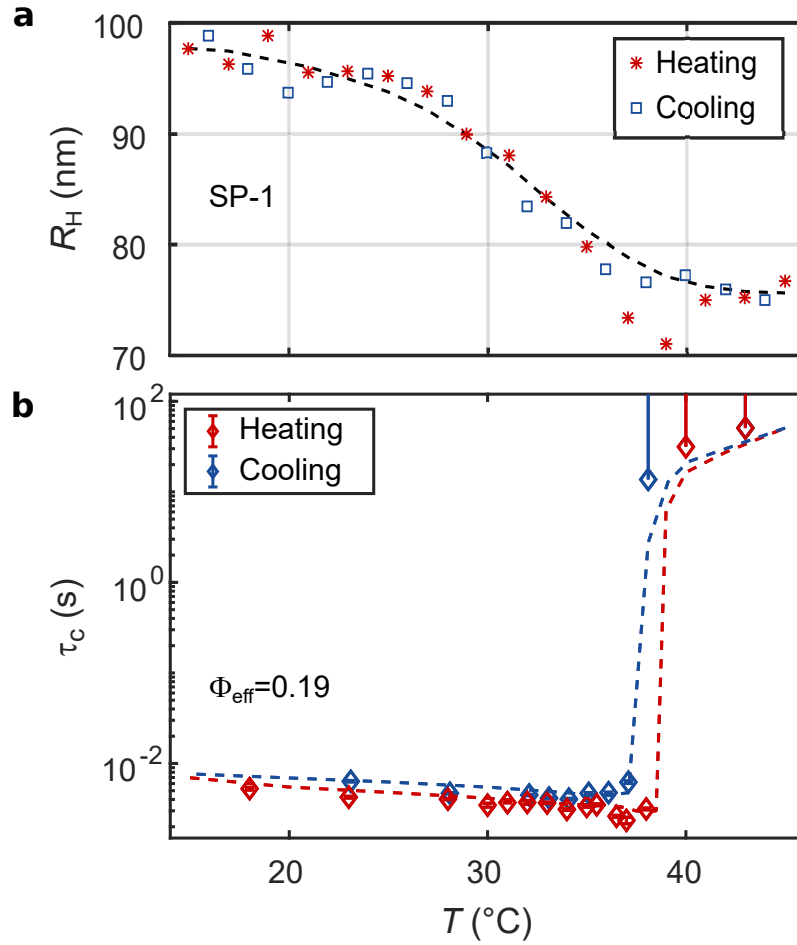 a
100
90
80
70
R_H (nm)
Heating
Cooling
SP-1
b
10^2
10^0
10^-2
τ_c (s)
Heating
Cooling
Φ_eff=0.19
20
30
40
T (°C)